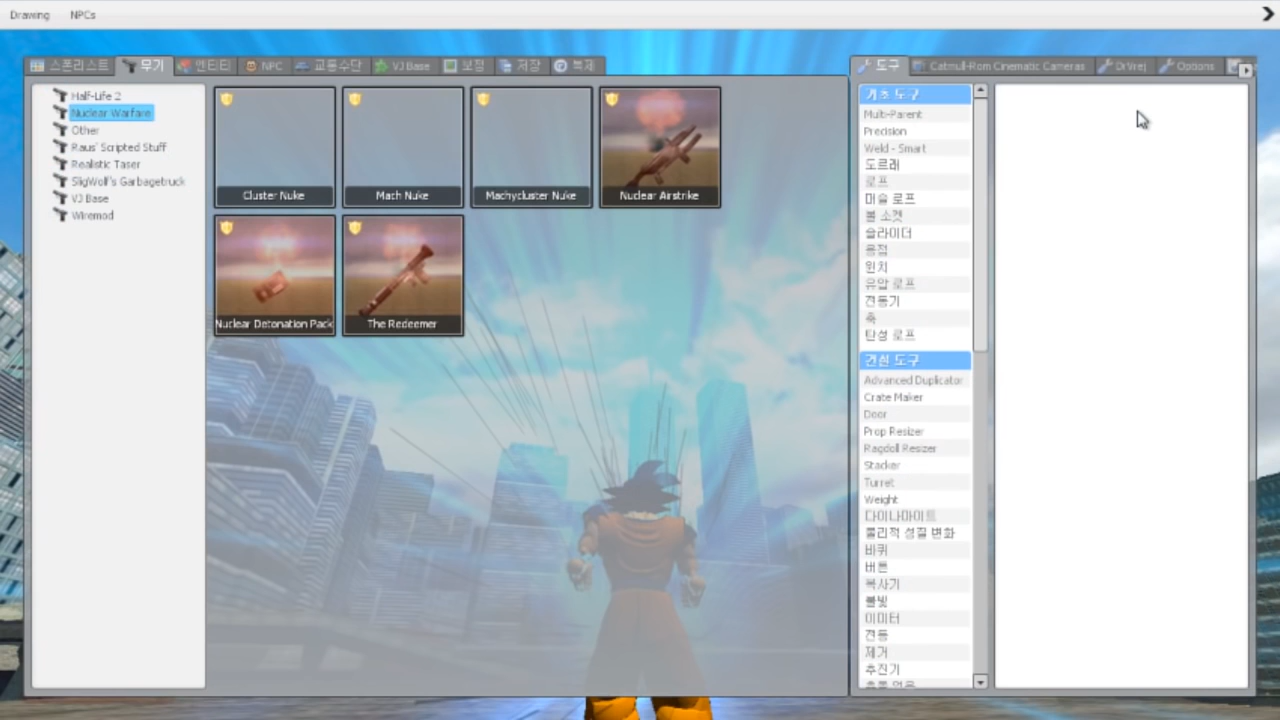 Drawing NPCs
스폰리스트 무기 엔티티 NPC 교통수단 VJ Base 보정 저장 복제
도구 Catmull-Rom Cinematic Cameras DrVrej Options
Half-Life 2
Nuclear Warfare
Other
Raus' Scripted Stuff
Realistic Taser
SligWolf's Garbagetruck
VJ Base
Wiremod
Cluster Nuke
Mach Nuke
Machycluster Nuke
Nuclear Airstrike
Nuclear Detonation Pack
The Redeemer
기초 도구
Multi-Parent
Precision
Weld - Smart
도르래
로프
머슬 로프
볼 소켓
슬라이더
용접
윈치
유압 로프
전동기
축
탄성 로프
건설 도구
Advanced Duplicator
Crate Maker
Door
Prop Resizer
Ragdoll Resizer
Stacker
Turret
Weight
다이나마이트
물리적 성질 변화
바퀴
버튼
복사기
불빛
이미터
전등
제거
추진기